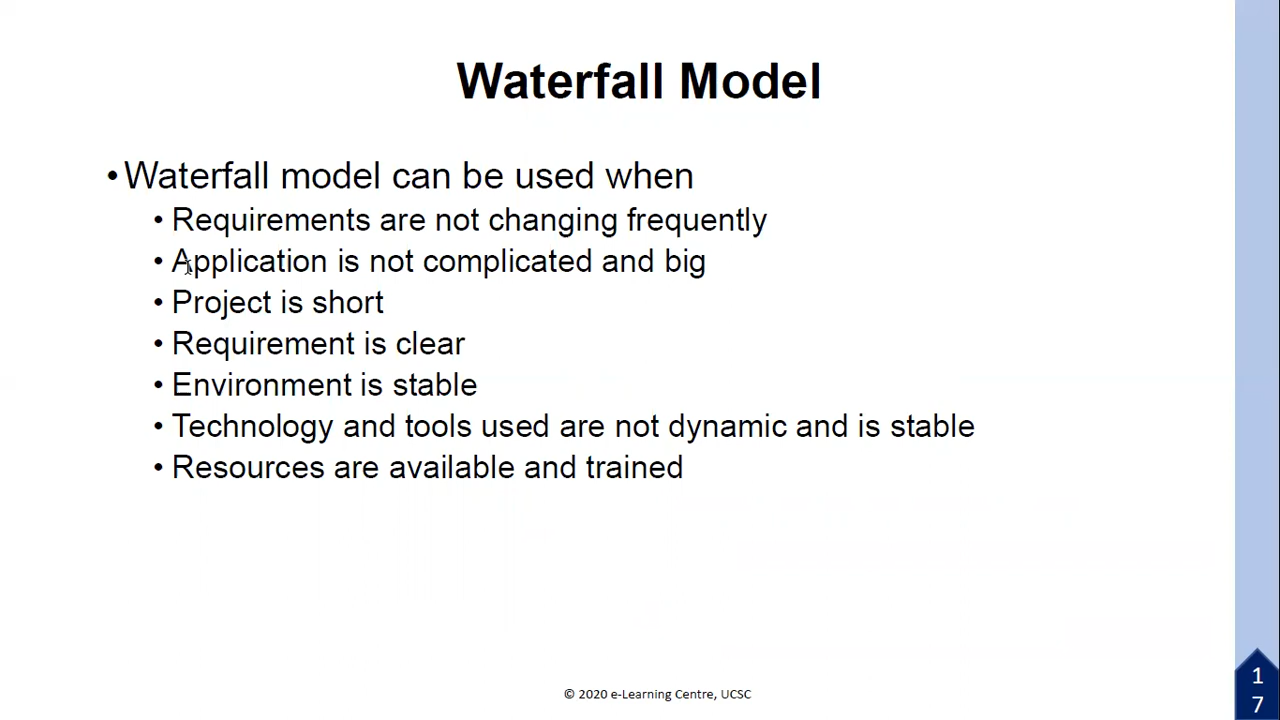 Waterfall Model
•Waterfall model can be used when
• Requirements are not changing frequently
• Application is not complicated and big
• Project is short
• Requirement is clear
• Environment is stable
• Technology and tools used are not dynamic and is stable
• Resources are available and trained
© 2020 e-Learning Centre, UCSC
1
7